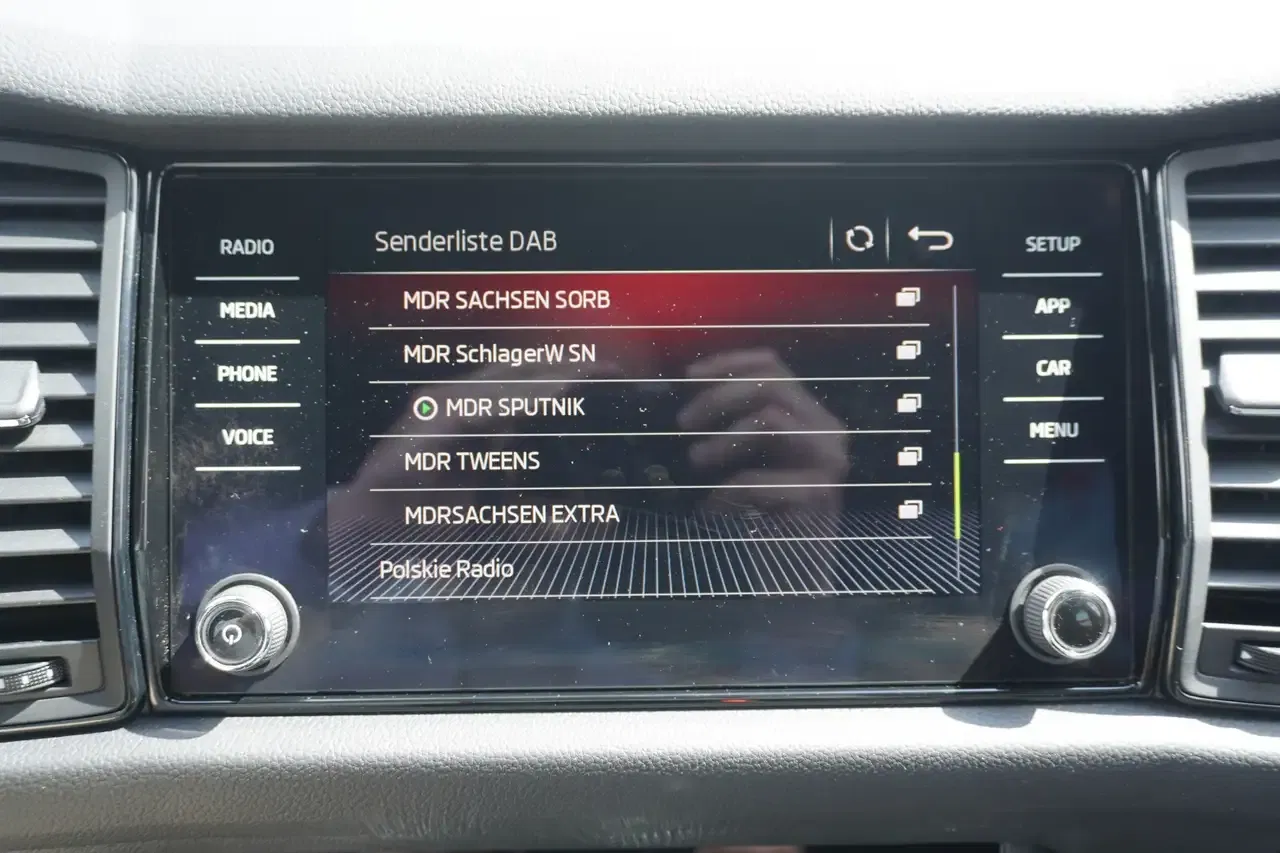 Senderliste DAB
RADIO
MEDIA
PHONE
VOICE
MDR SACHSEN SORB
MDR SchlagerW SN
MDR SPUTNIK
MDR TWEENS
MDRSACHSEN EXTRA
Polskie Radio
SETUP
APP
CAR
MENU